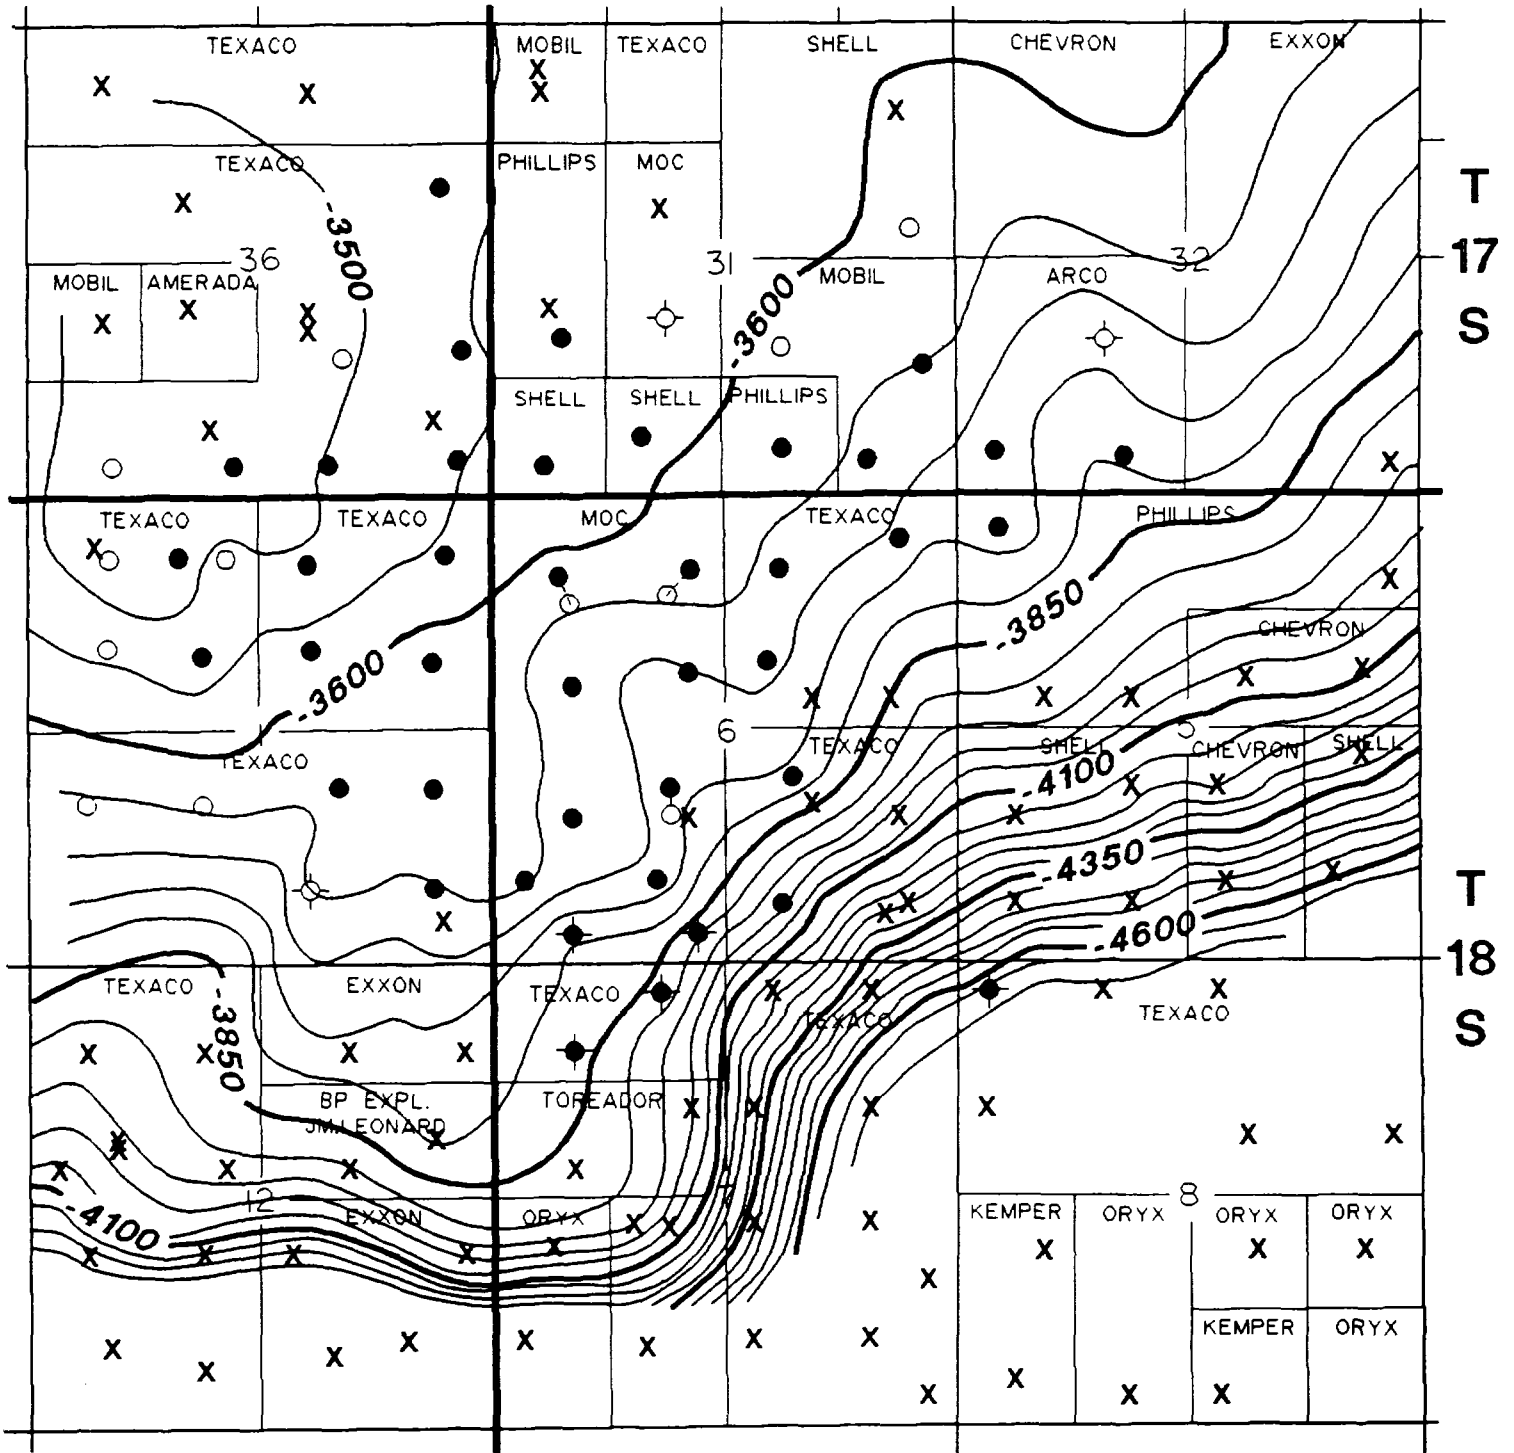 TEXACO
MOBIL
TEXACO
SHELL
CHEVRON
EXXON
TEXACO
PHILLIPS
MOC
T
17
S
-3500
36
31
32
MOBIL
AMERADA
MOBIL
ARCO
-3600
SHELL
SHELL
PHILLIPS
TEXACO
TEXACO
MOC
TEXACO
PHILLIPS
-3850
CHEVRON
-3600
6
5
TEXACO
TEXACO
SHELL
CHEVRON
SHELL
-4100
-4350
T
18
S
-4600
TEXACO
EXXON
TEXACO
TEXACO
TEXACO
-3850
BP EXPL.
J.M. LEONARD
TOREADOR
12
7
8
-4100
EXXON
ORYX
KEMPER
ORYX
ORYX
ORYX
KEMPER
ORYX